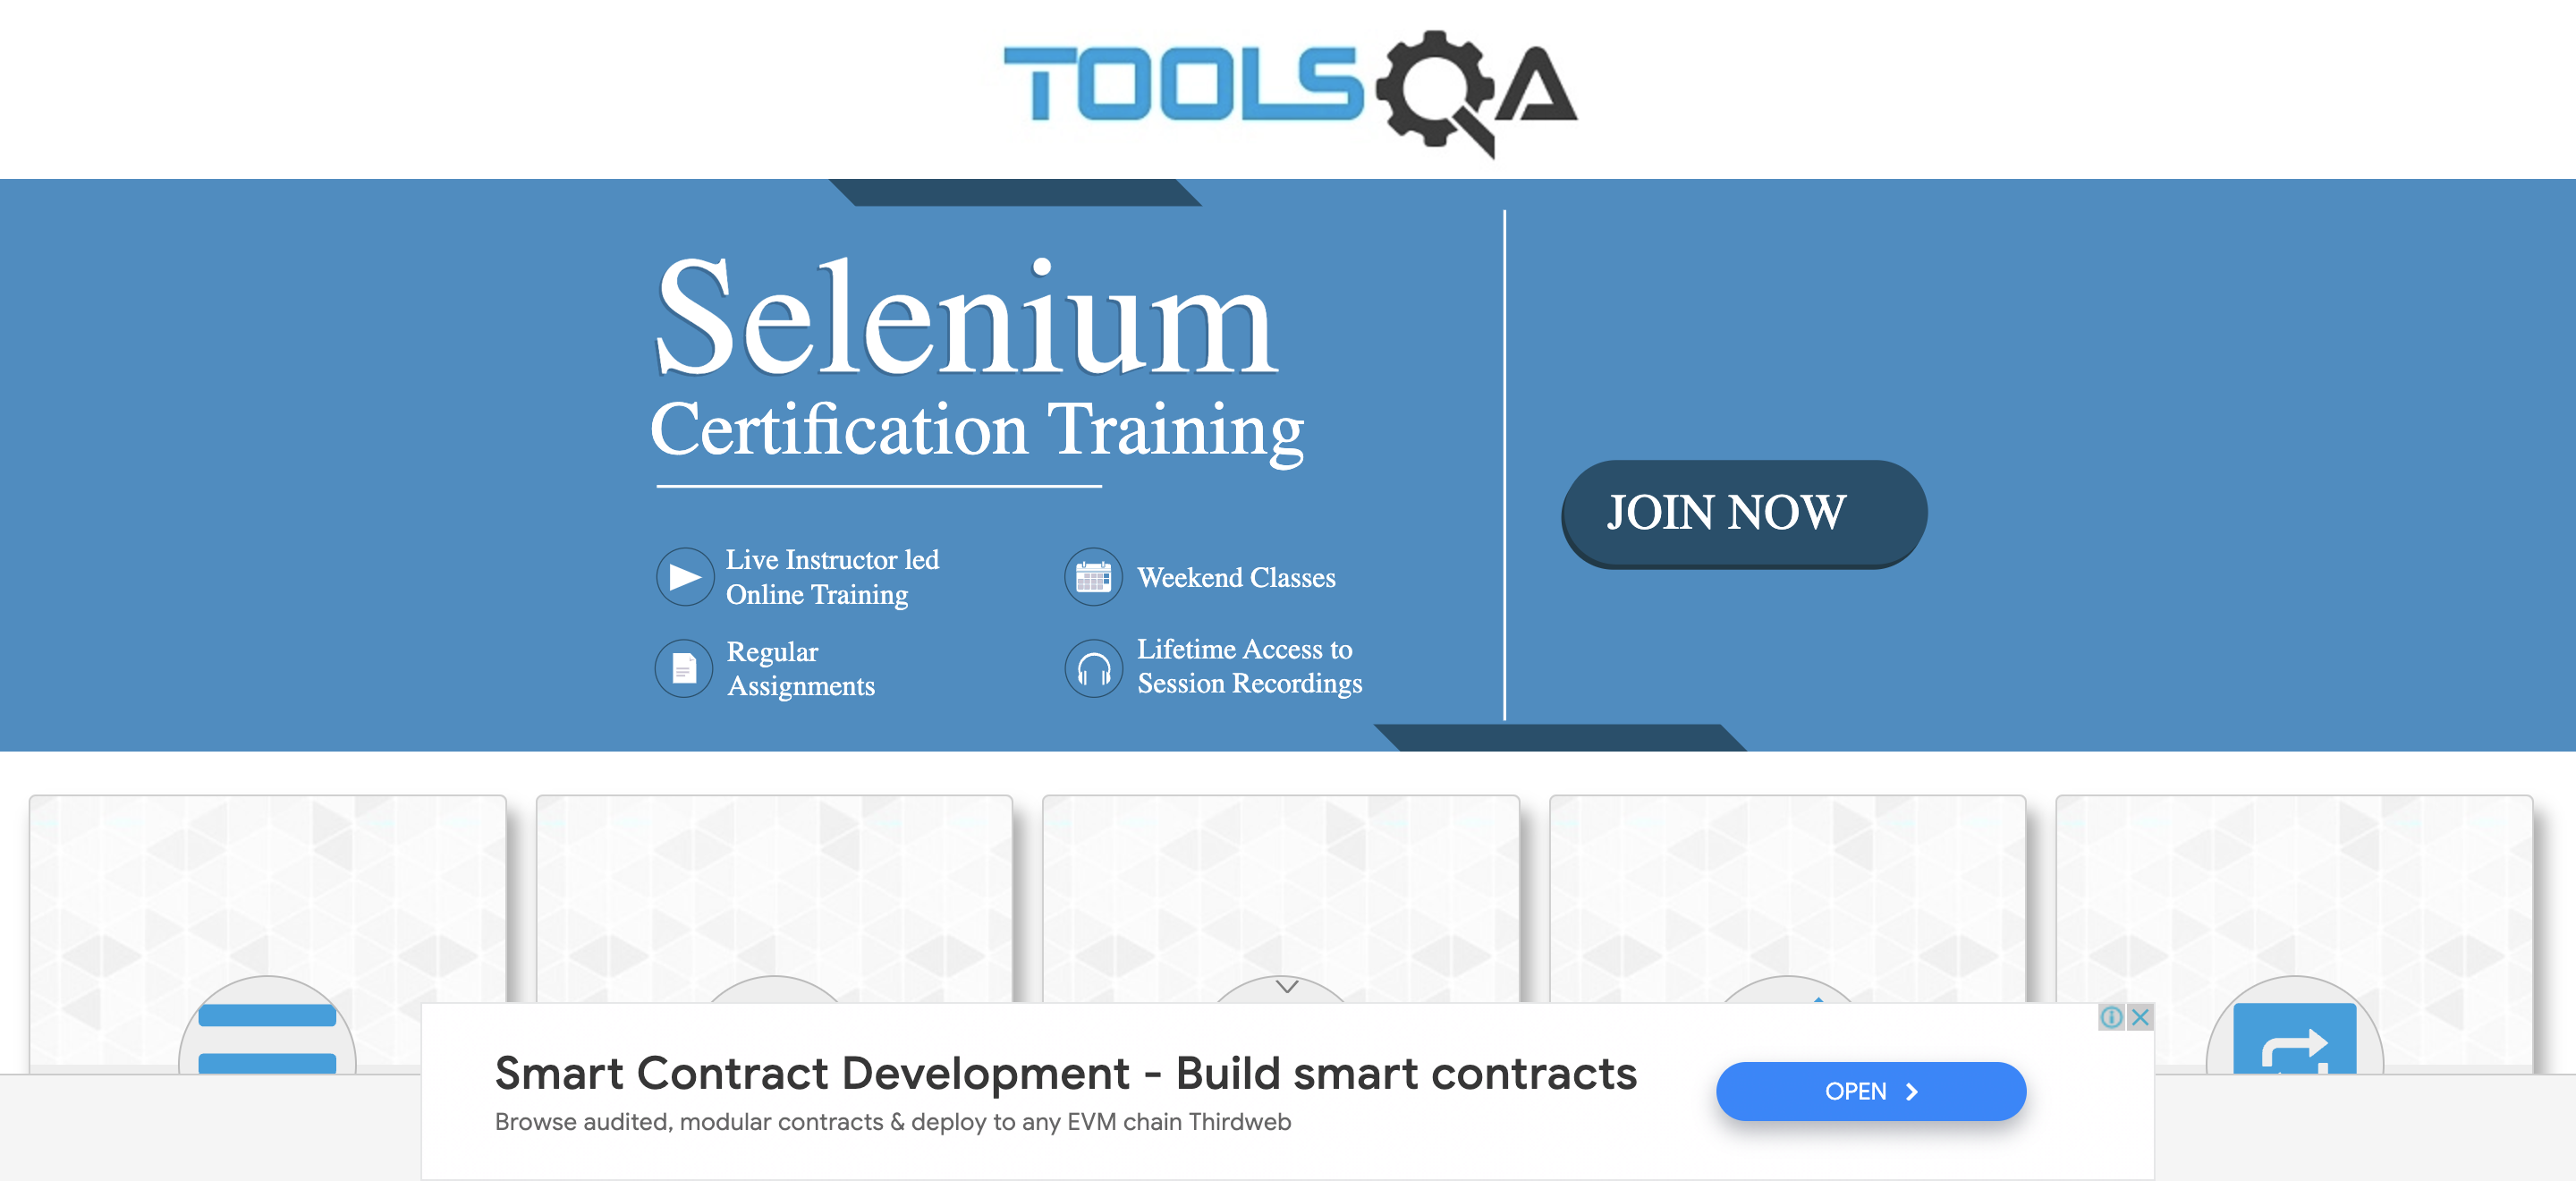 TOOLSQA
Selenium
Certification Training
JOIN NOW
Live Instructor led
Online Training
Weekend Classes
Regular
Assignments
Lifetime Access to
Session Recordings
Smart Contract Development - Build smart contracts
Browse audited, modular contracts & deploy to any EVM chain Thirdweb
OPEN